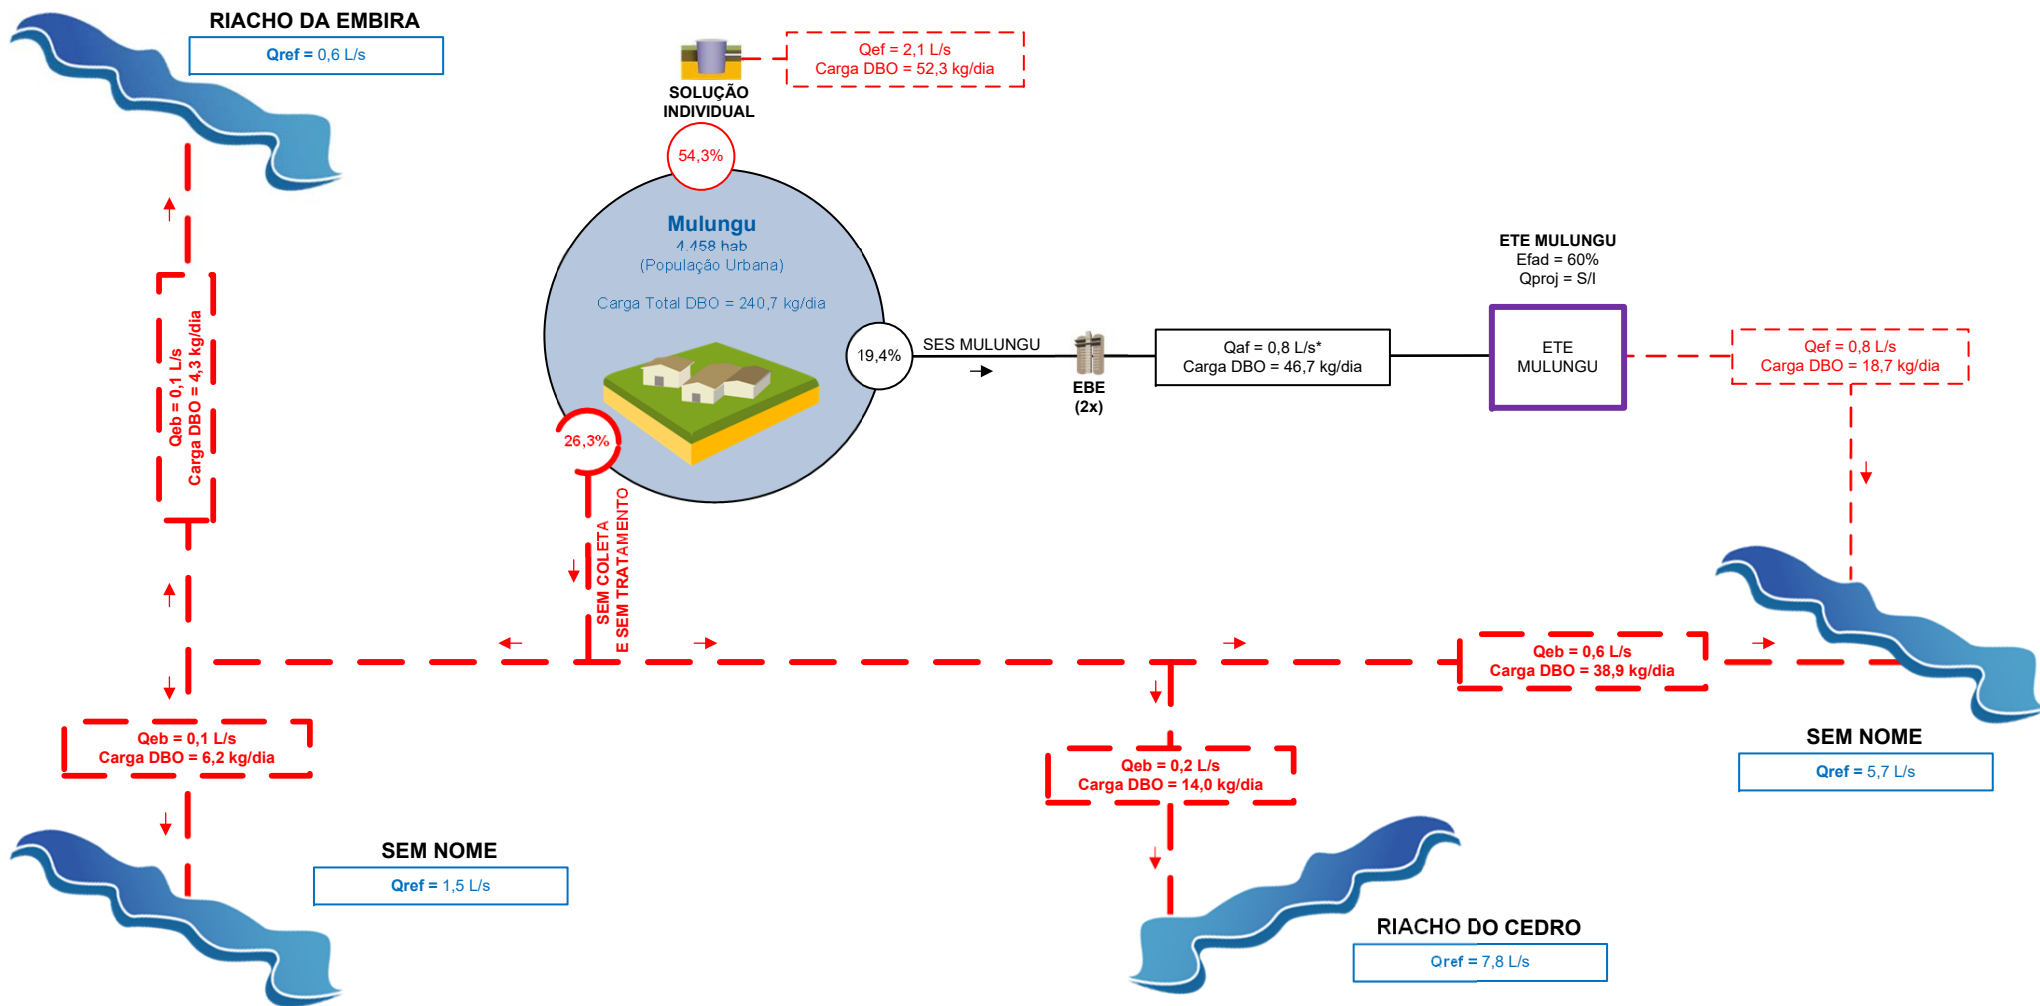 RIACHO DA EMBIRA
Qref = 0,6 L/s
Qef = 2,1 L/s
Carga DBO = 52,3 kg/dia
SOLUÇÃO
INDIVIDUAL
54,3%
Mulungu
4.458 hab
(População Urbana)
Carga Total DBO = 240,7 kg/dia
19,4%
SES MULUNGU
EBE
(2x)
Qaf = 0,8 L/s*
Carga DBO = 46,7 kg/dia
ETE MULUNGU
Efad = 60%
Qproj = S/I
ETE
MULUNGU
Qef = 0,8 L/s
Carga DBO = 18,7 kg/dia
26,3%
SEM COLETA
E SEM TRATAMENTO
Qeb = 0,1 L/s
Carga DBO = 4,3 kg/dia
Qeb = 0,6 L/s
Carga DBO = 38,9 kg/dia
Qeb = 0,1 L/s
Carga DBO = 6,2 kg/dia
Qeb = 0,2 L/s
Carga DBO = 14,0 kg/dia
SEM NOME
Qref = 5,7 L/s
SEM NOME
Qref = 1,5 L/s
RIACHO DO CEDRO
Qref = 7,8 L/s